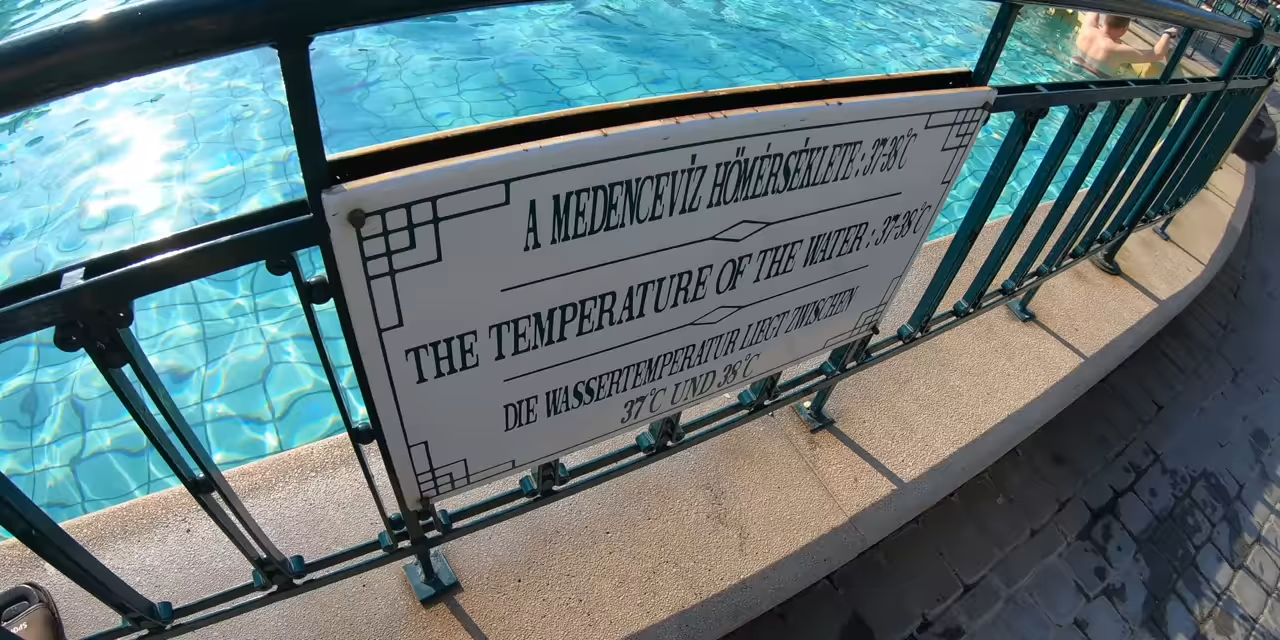 A MEDENCEVÍZ HŐMÉRSÉKLETE: 37-38°C
THE TEMPERATURE OF THE WATER: 37-38°C
DIE WASSERTEMPERATUR LIEGT ZWISCHEN
37°C UND 38°C